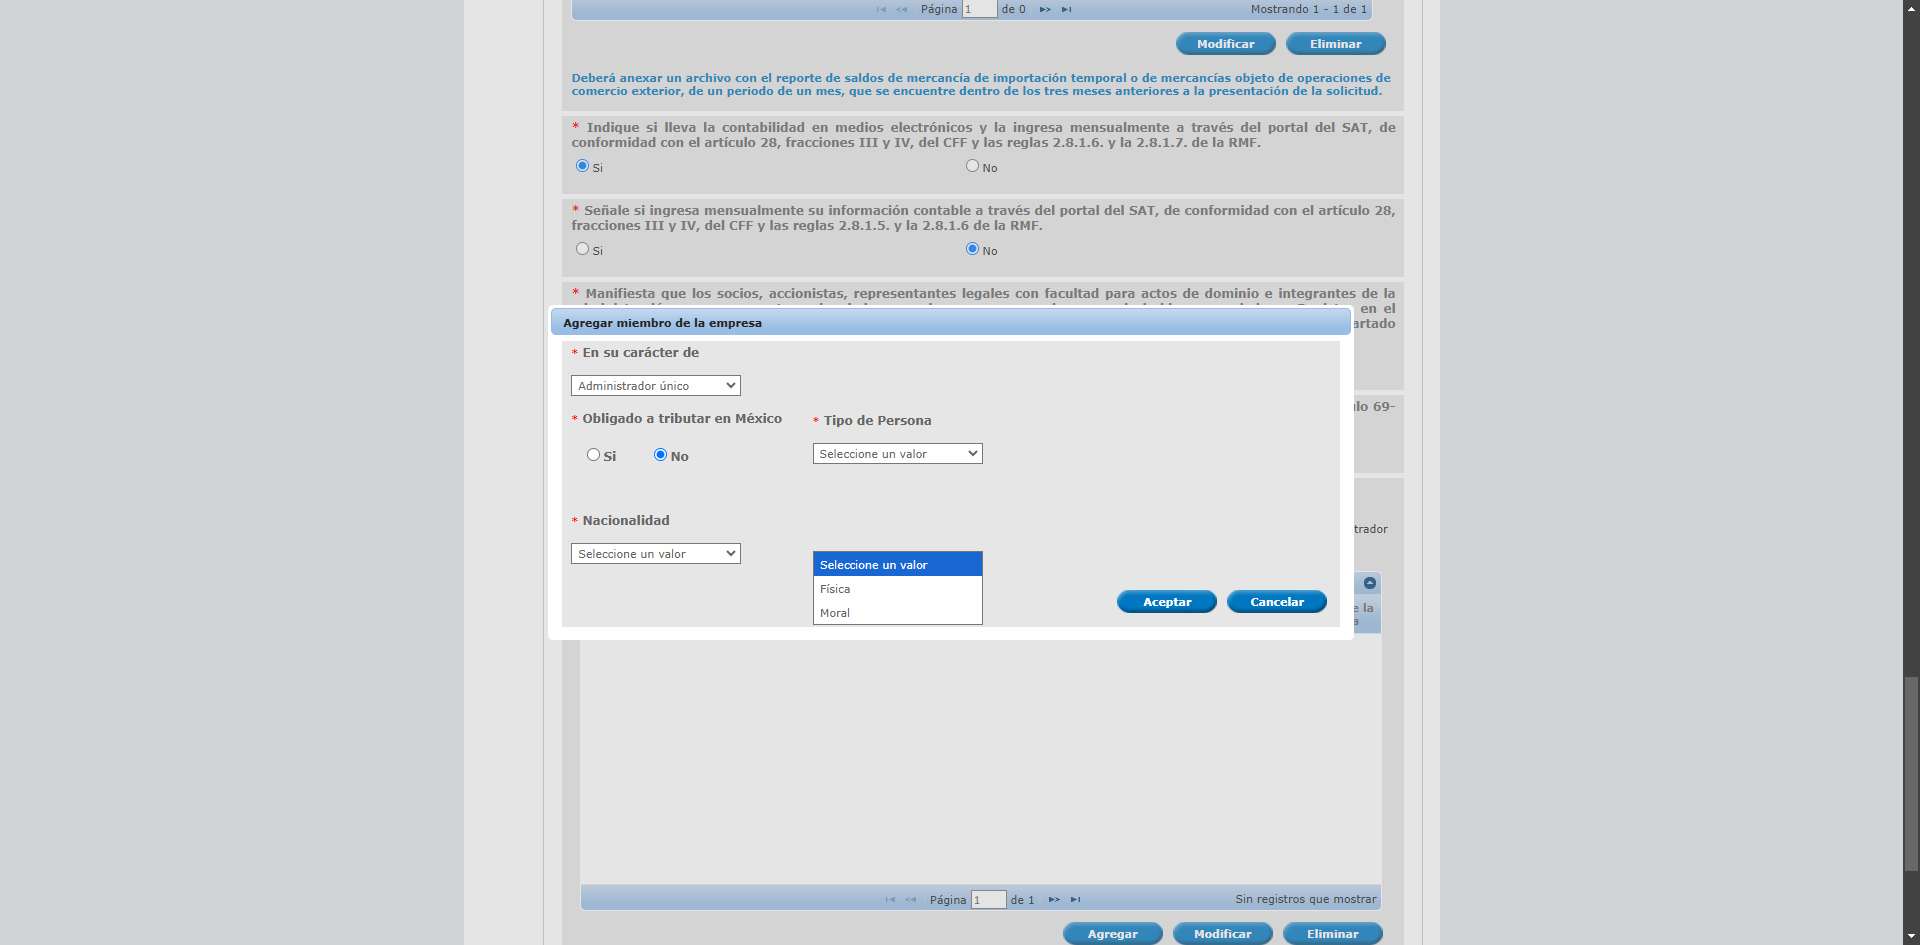 Página 1 de 0 Mostrando 1 - 1 de 1
Modificar Eliminar
Deberá anexar un archivo con el reporte de saldos de mercancía de importación temporal o de mercancías objeto de operaciones de
comercio exterior, de un periodo de un mes, que se encuentre dentro de los tres meses anteriores a la presentación de la solicitud.
* Indique si lleva la contabilidad en medios electrónicos y la ingresa mensualmente a través del portal del SAT, de
conformidad con el artículo 28, fracciones III y IV, del CFF y las reglas 2.8.1.6. y la 2.8.1.7. de la RMF.
Si No
* Señale si ingresa mensualmente su información contable a través del portal del SAT, de conformidad con el artículo 28,
fracciones III y IV, del CFF y las reglas 2.8.1.5. y la 2.8.1.6 de la RMF.
Si No
* Manifiesta que los socios, accionistas, representantes legales con facultad para actos de dominio e integrantes de la
en el
artado
Agregar miembro de la empresa
* En su carácter de
Administrador único
lo 69-
* Obligado a tributar en México * Tipo de Persona
Si No Seleccione un valor
* Nacionalidad
trador
Seleccione un valor
Seleccione un valor
Física
Moral
Aceptar Cancelar
e la
a
Página 1 de 1 Sin registros que mostrar
Agregar Modificar Eliminar